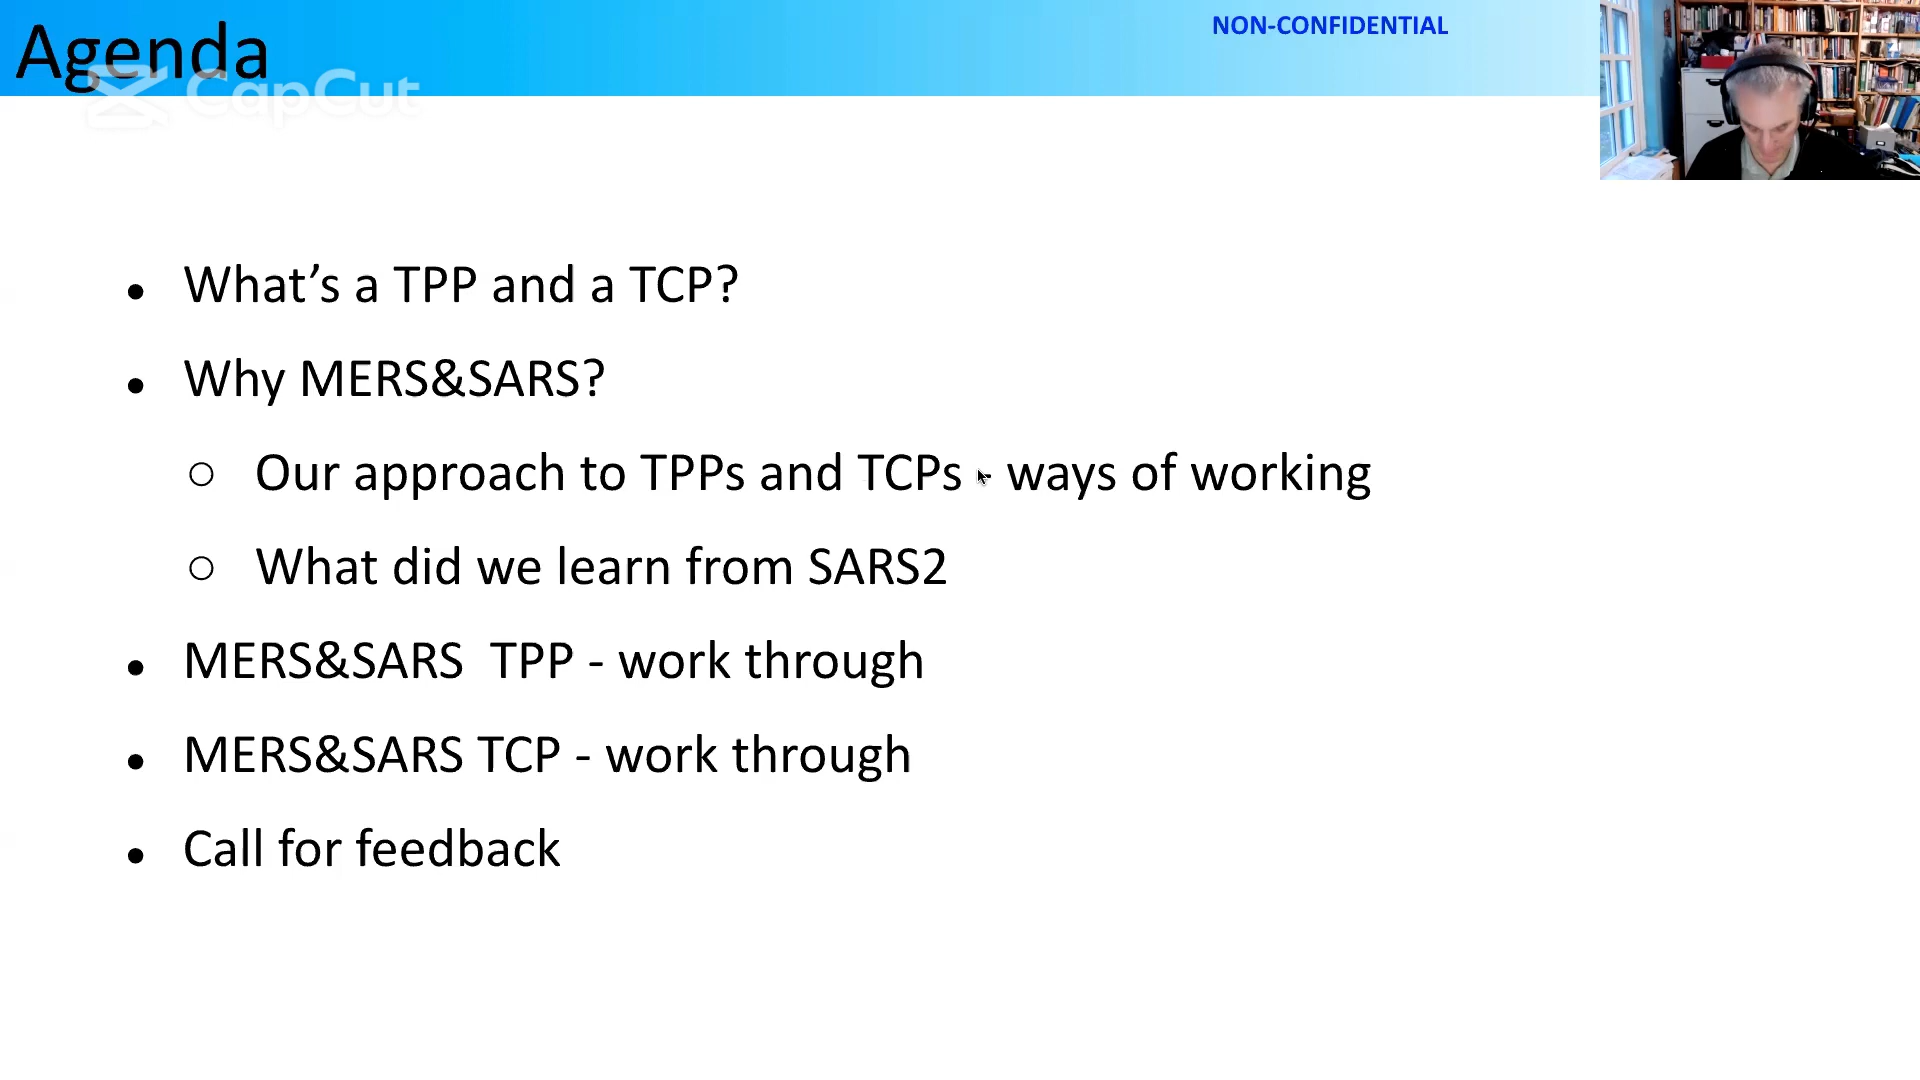 Agenda
NON-CONFIDENTIAL
CapCut
● What’s a TPP and a TCP?
● Why MERS&SARS?
○ Our approach to TPPs and TCPs - ways of working
○ What did we learn from SARS2
● MERS&SARS  TPP - work through
● MERS&SARS TCP - work through
● Call for feedback